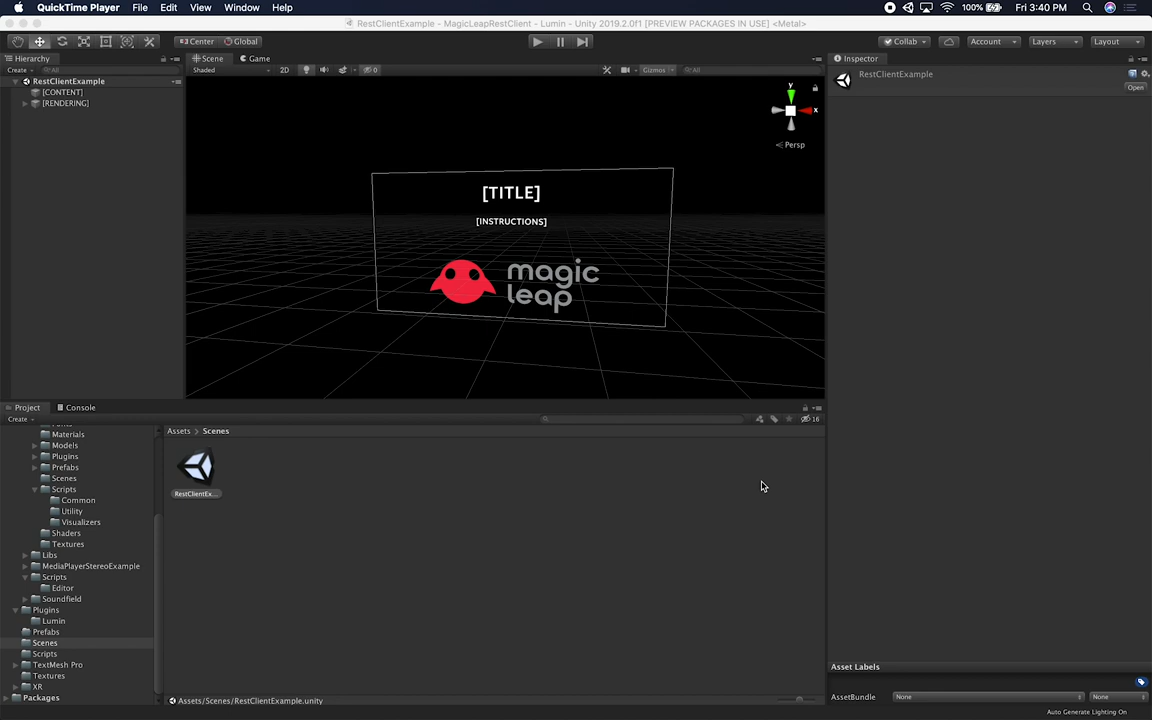 QuickTime Player File Edit View Window Help 100% Fri 3:40 PM
RestClientExample - MagicLeapRestClient - Lumin - Unity 2019.2.0f1 [PREVIEW PACKAGES IN USE] <Metal>
Center Global Collab Account Layers Layout
Hierarchy Scene Game Inspector
Create All Shaded 2D 0 Gizmos All
RestClientExample
[CONTENT]
[RENDERING]
RestClientExample
Open
y
x
Persp
[TITLE]
[INSTRUCTIONS]
magic
leap
Project Console
Create 16
Assets > Scenes
Materials
Models
Plugins
Prefabs
Scenes
Scripts
Common
Utility
Visualizers
Shaders
Textures
Libs
MediaPlayerStereoExample
Scripts
Editor
Soundfield
Plugins
Lumin
Prefabs
Scenes
Scripts
TextMesh Pro
Textures
XR
Packages
RestClientEx...
Assets/Scenes/RestClientExample.unity
Asset Labels
AssetBundle None None
Auto Generate Lighting On